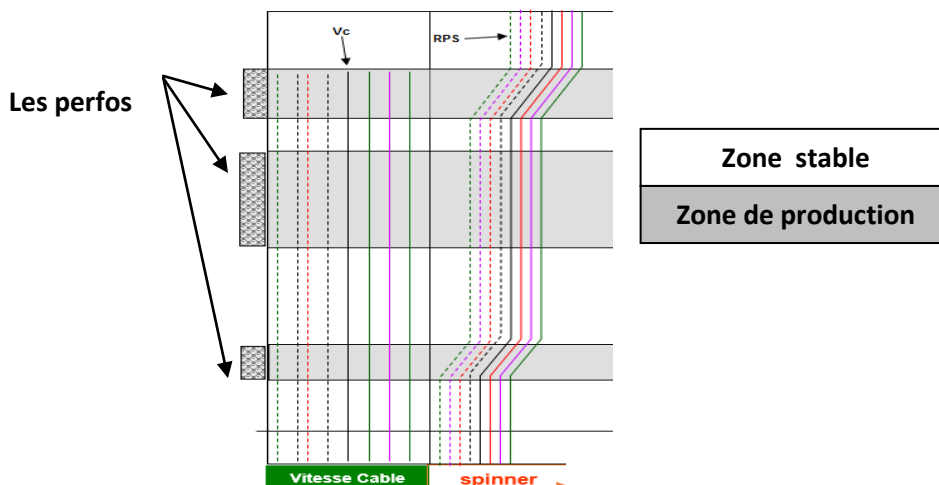 Vc
RPS
Les perfos
Zone stable
Zone de production
Vitesse Cable
spinner